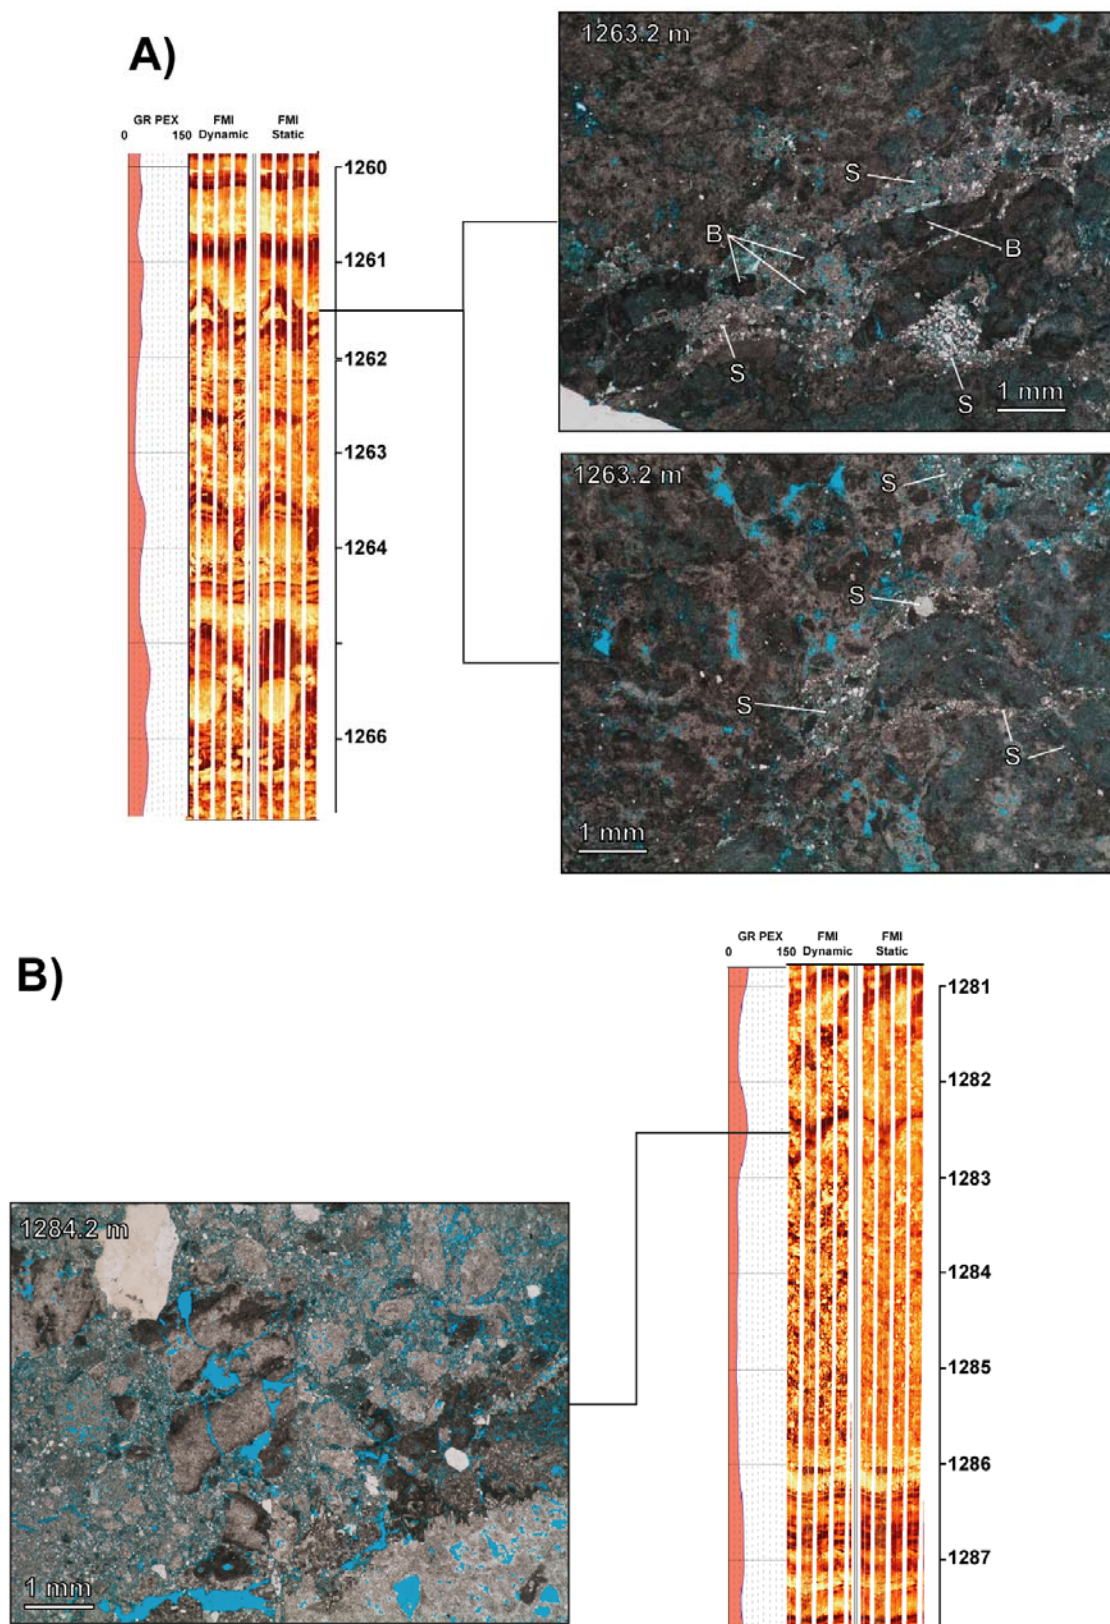 A)
GR PEX
0 150
FMI
Dynamic
FMI
Static
1260
1261
1262
1263
1264
1266
1263.2 m
S
B
B
S
S
1 mm
1263.2 m
S
S
S
S
1 mm
B)
GR PEX
0 150
FMI
Dynamic
FMI
Static
1281
1282
1283
1284
1285
1286
1287
1284.2 m
1 mm